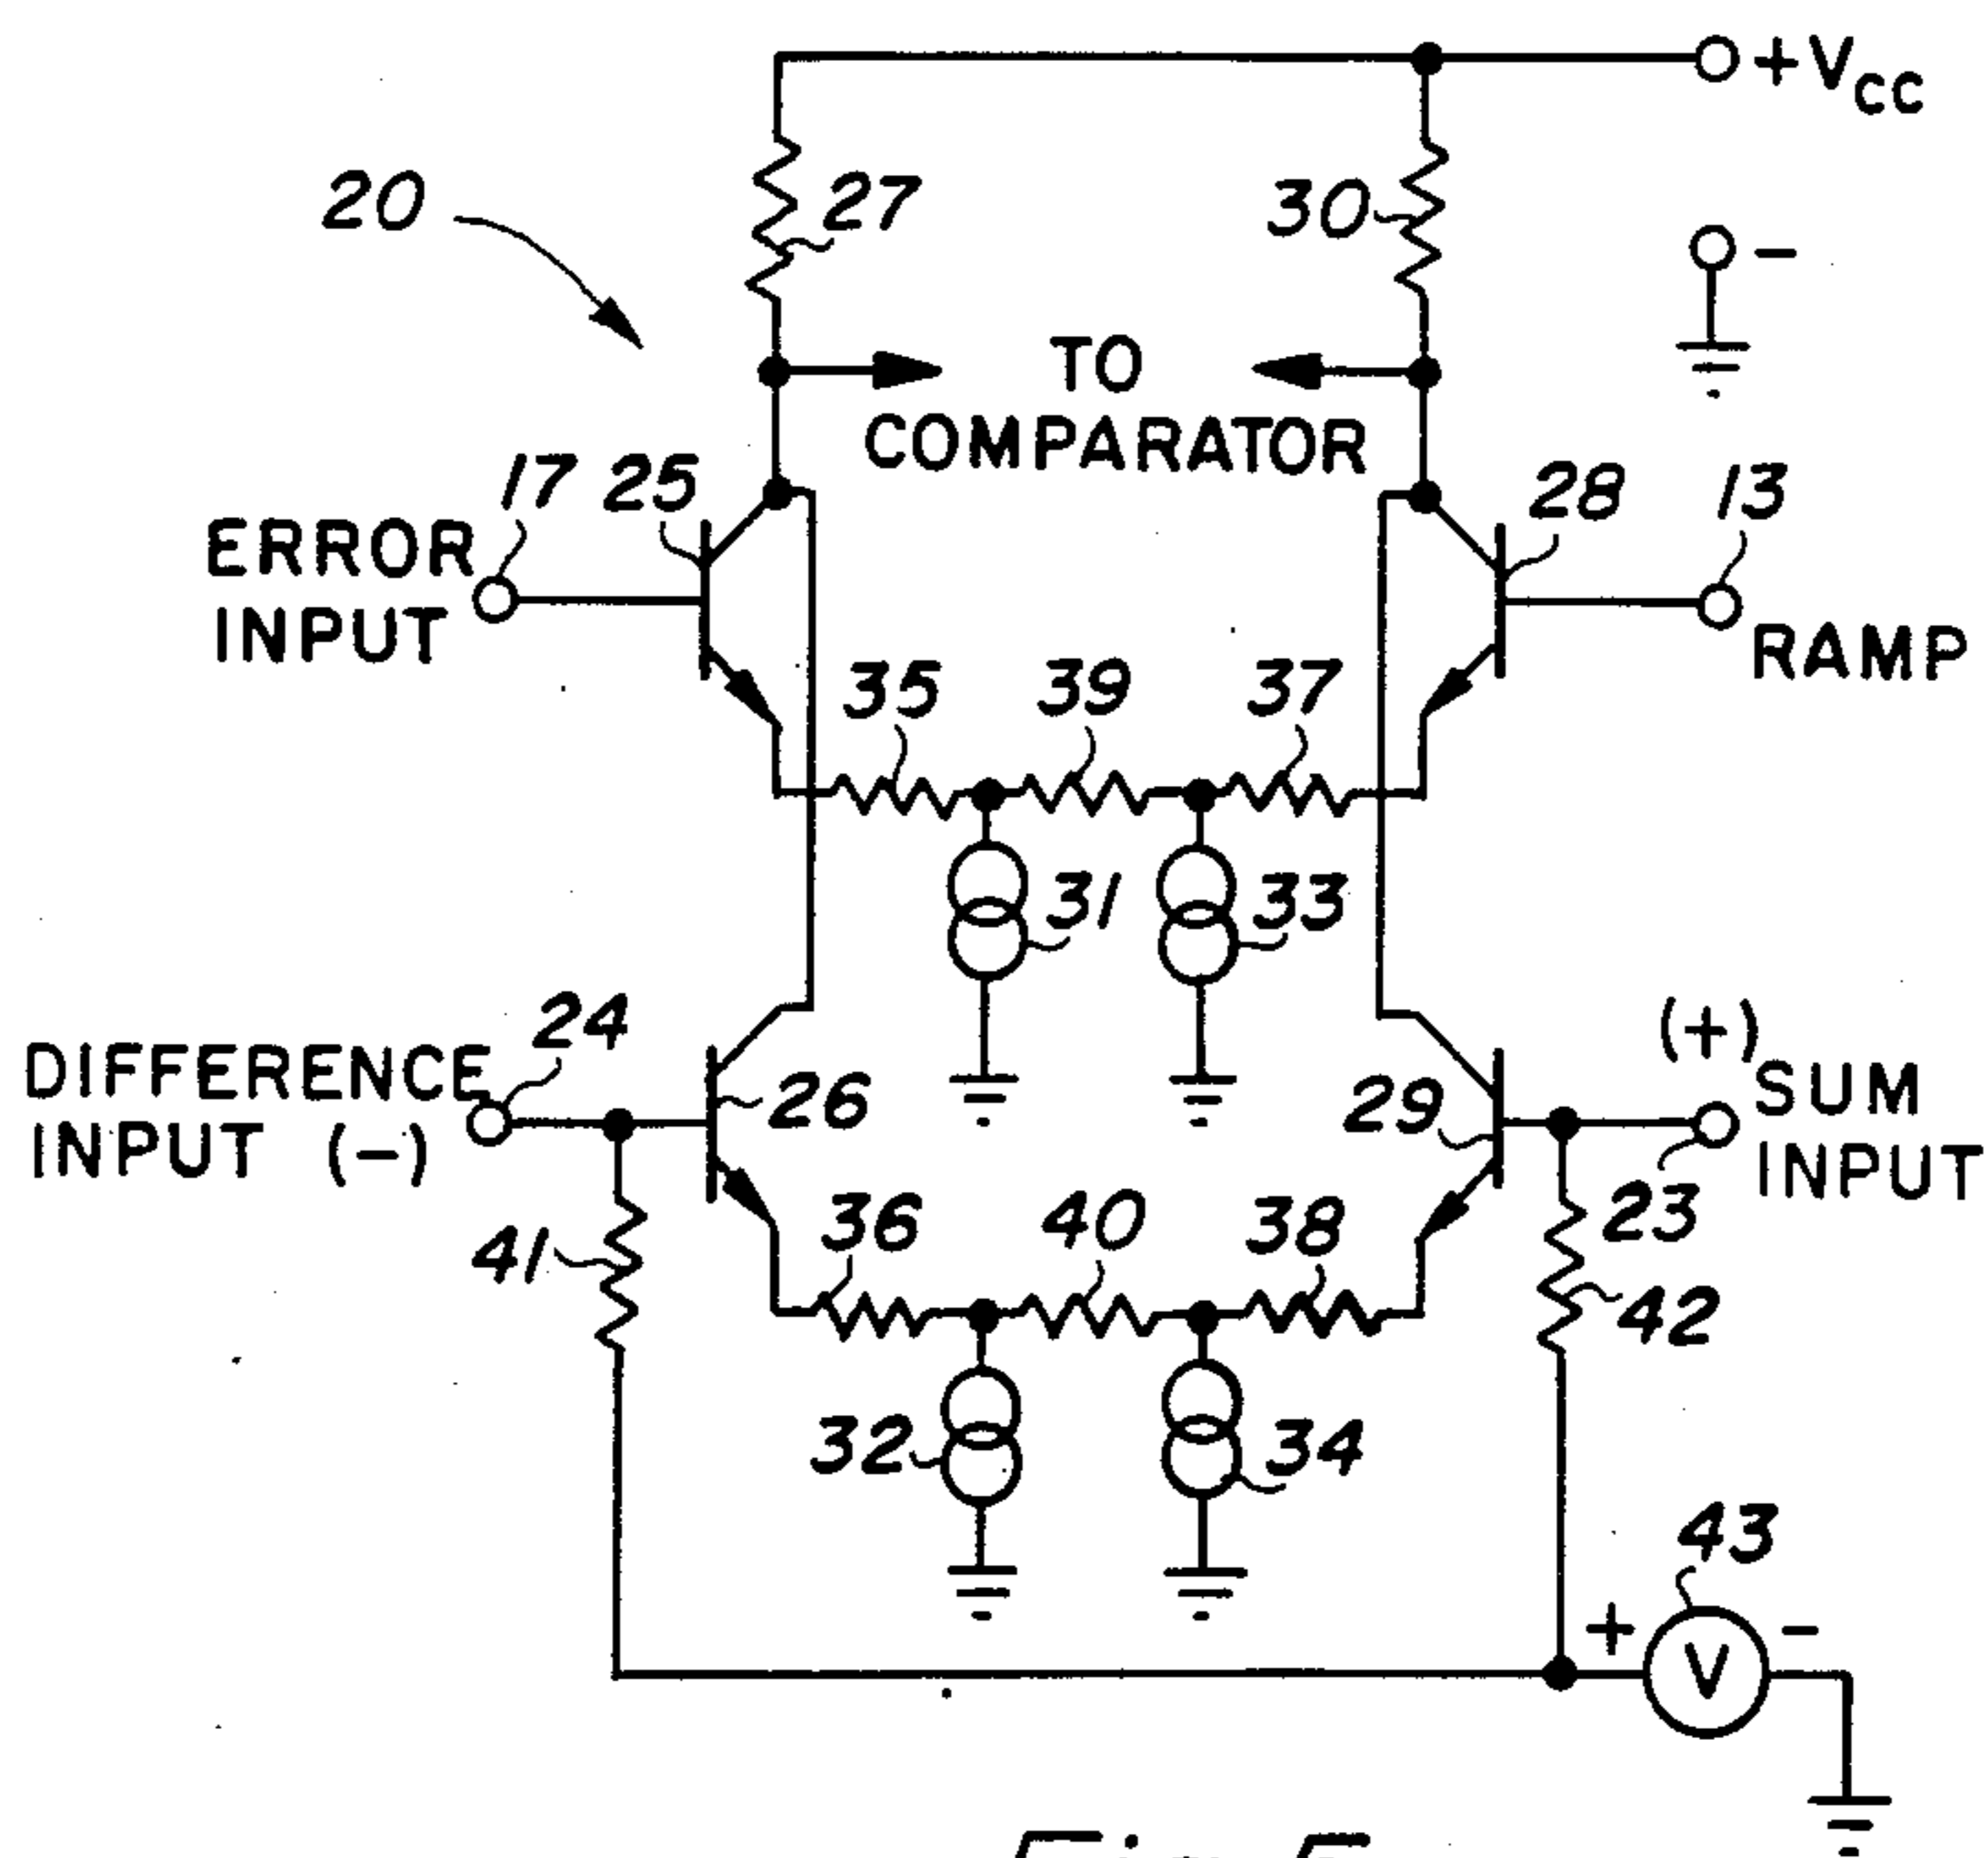 +VCC
20
27
30
-
TO
COMPARATOR
17
25
28
13
ERROR
INPUT
RAMP
35
39
37
31
33
24
(+)
DIFFERENCE
INPUT (-)
26
29
SUM
INPUT
23
36
40
38
41
42
32
34
43
+
-
V